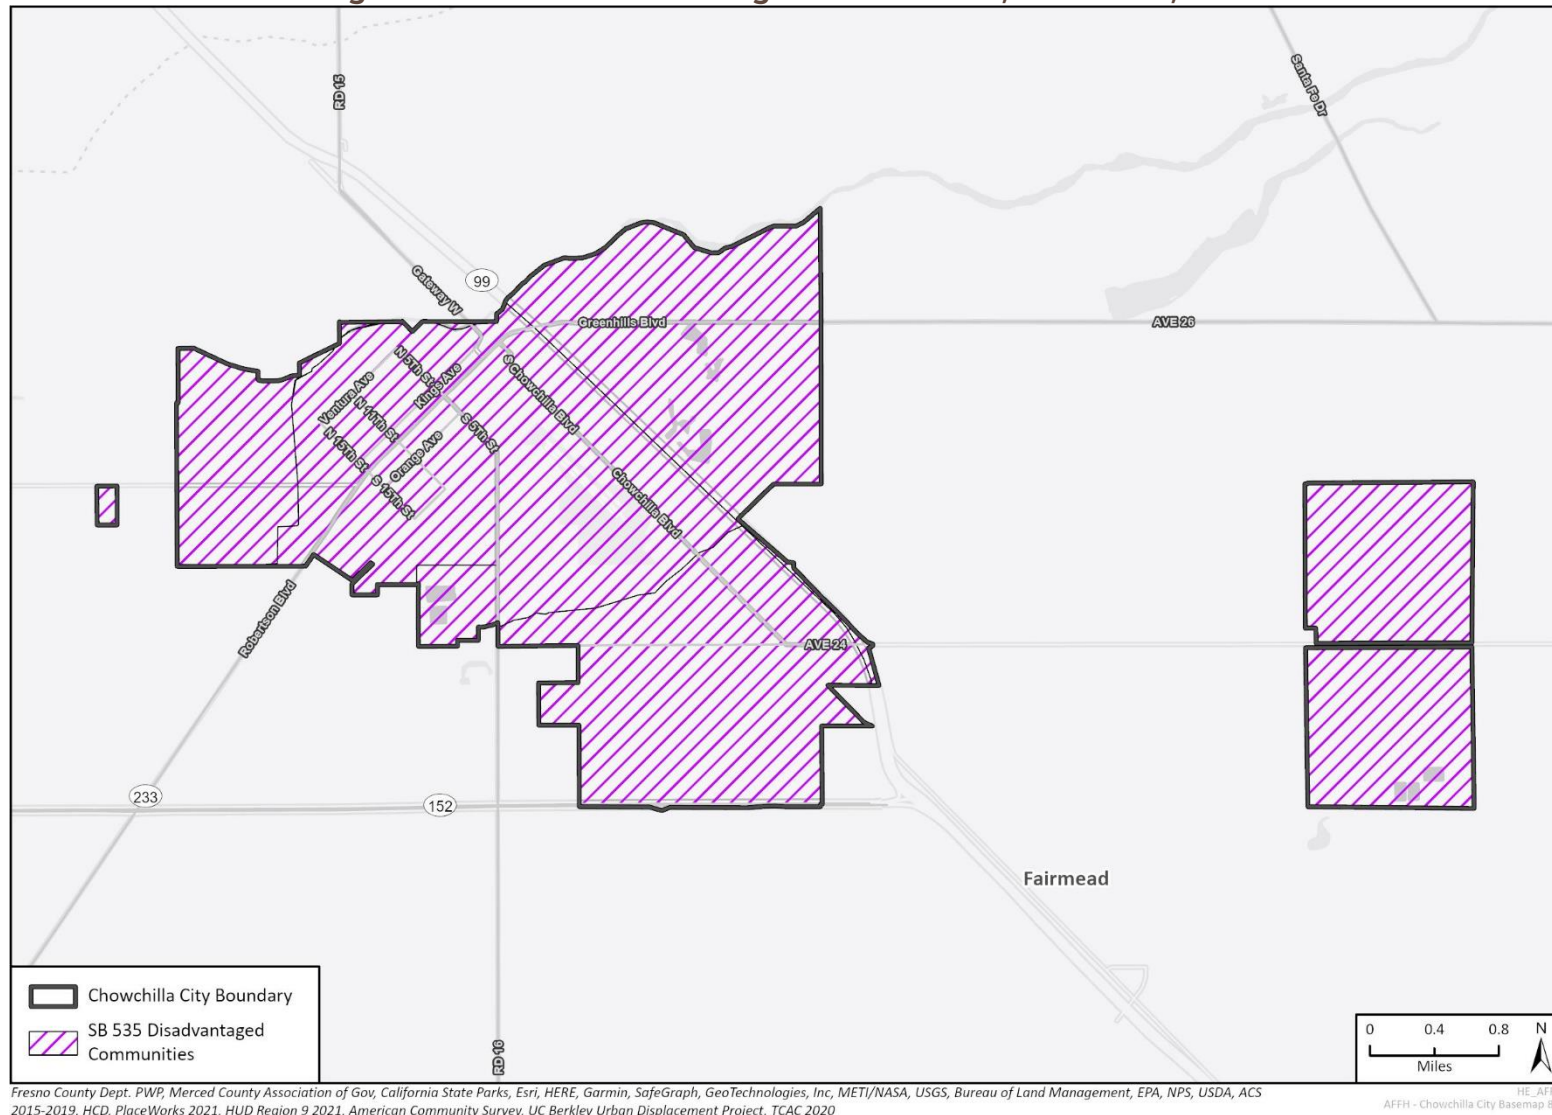 RD 15
Santa Fe Dr
Gateway W
99
Greenhills Blvd
AVE 26
N 5Th St
Kings Ave
S Chowchilla Blvd
Ventura Ave
N 11Th St
S 5Th St
N 15Th St
Orange Ave
S 15Th St
Chowchilla Blvd
Robertson Blvd
AVE 24
233
152
Fairmead
RD 16
Chowchilla City Boundary
SB 535 Disadvantaged
Communities
0 0.4 0.8 N
Miles
Fresno County Dept. PWP, Merced County Association of Gov, California State Parks, Esri, HERE, Garmin, SafeGraph, GeoTechnologies, Inc, METI/NASA, USGS, Bureau of Land Management, EPA, NPS, USDA, ACS
2015-2019, HCD, PlaceWorks 2021, HUD Region 9 2021, American Community Survey, UC Berkley Urban Displacement Project, TCAC 2020
HE_AF
AFFH - Chowchilla City Basemap